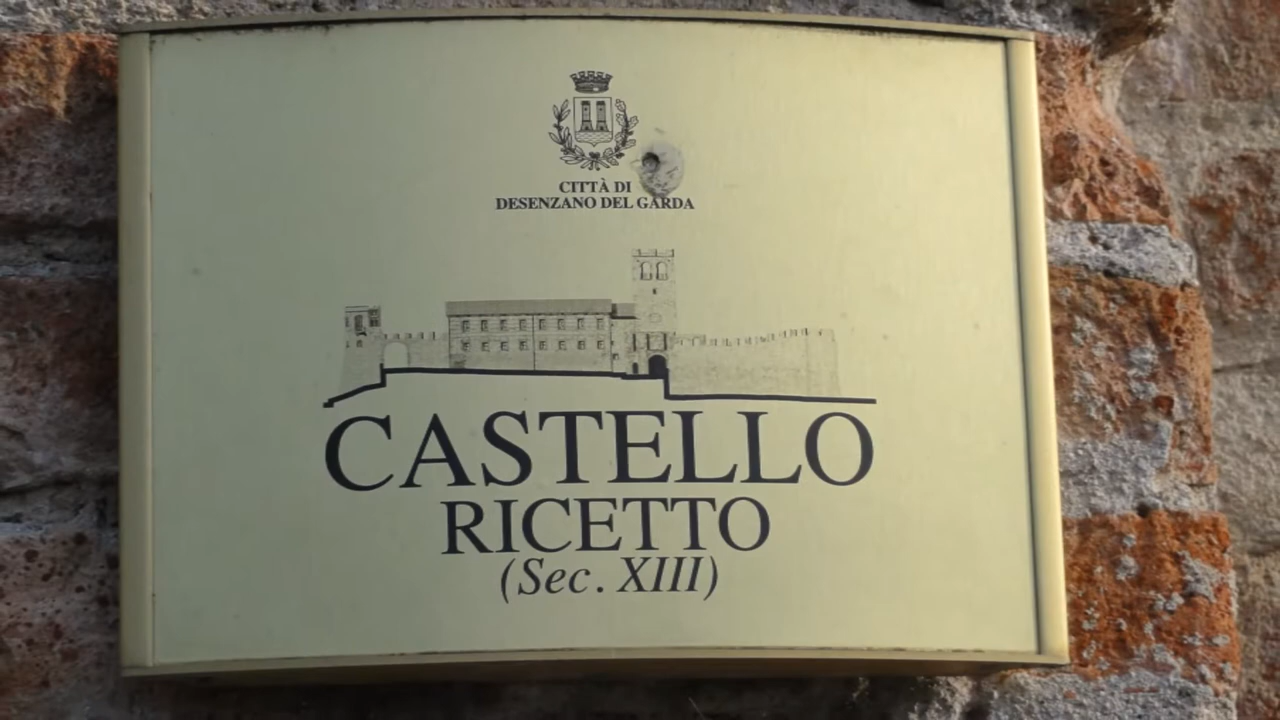 CITTÀ DI
DESENZANO DEL GARDA
CASTELLO
RICETTO
(Sec. XIII)